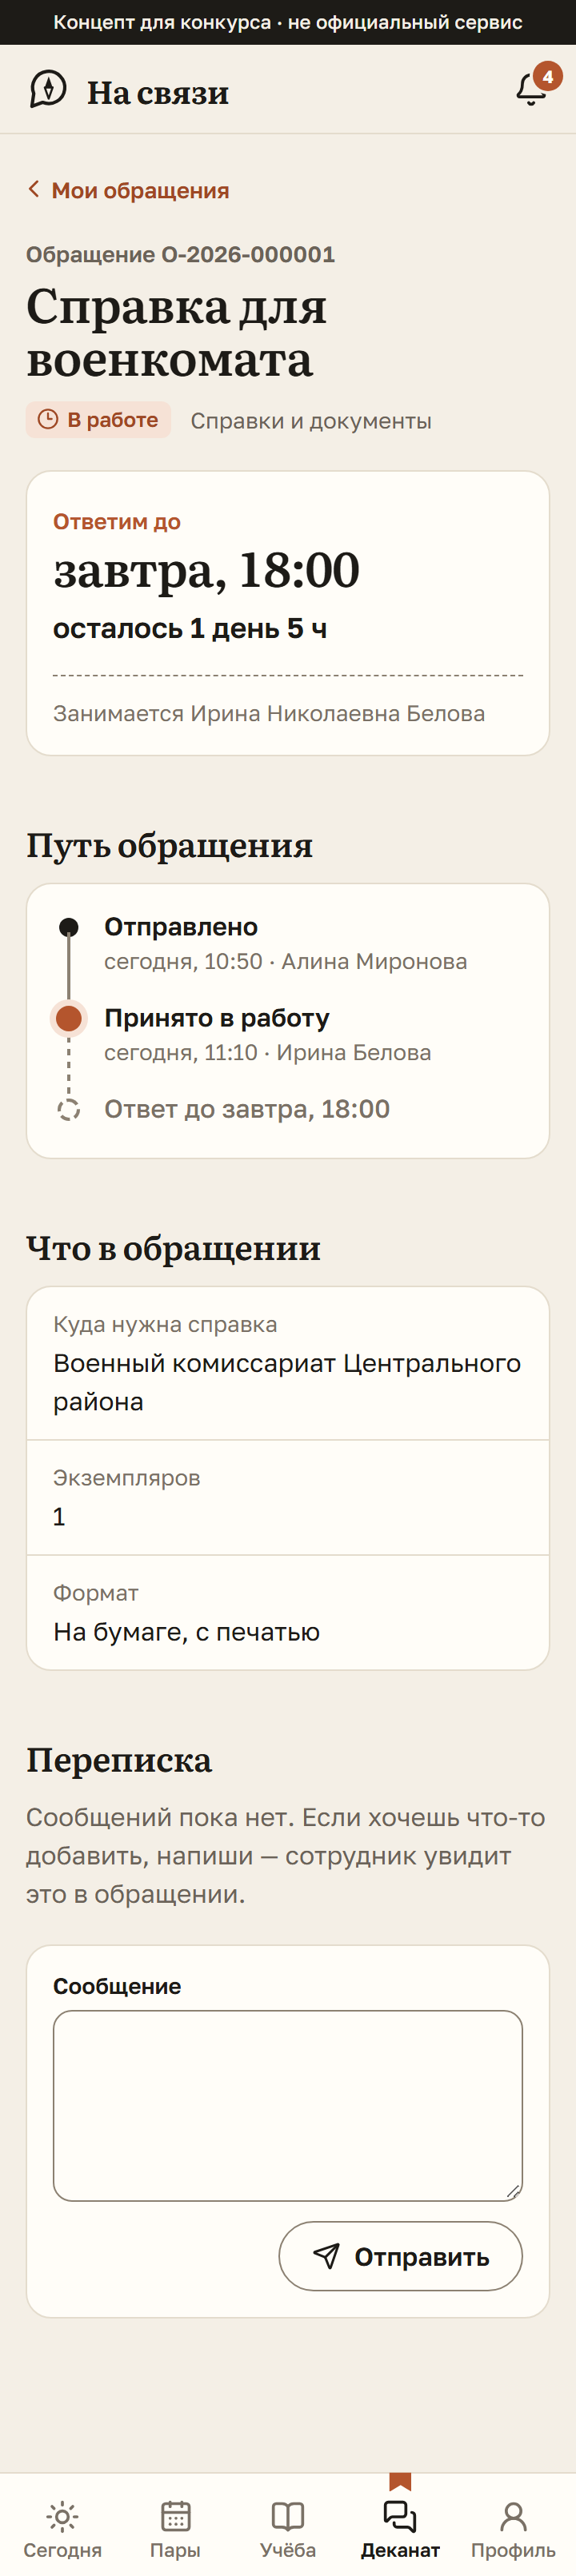 Концепт для конкурса · не официальный сервис
На связи
4
Мои обращения
Обращение О-2026-000001
Справка для
военкомата
В работе
Справки и документы
Ответим до
завтра, 18:00
осталось 1 день 5 ч
Занимается Ирина Николаевна Белова
Путь обращения
Отправлено
сегодня, 10:50 · Алина Миронова
Принято в работу
сегодня, 11:10 · Ирина Белова
Ответ до завтра, 18:00
Что в обращении
Куда нужна справка
Военный комиссариат Центрального
района
Экземпляров
1
Формат
На бумаге, с печатью
Переписка
Сообщений пока нет. Если хочешь что-то
добавить, напиши — сотрудник увидит
это в обращении.
Сообщение
Отправить
Сегодня
Пары
Учёба
Деканат
Профиль